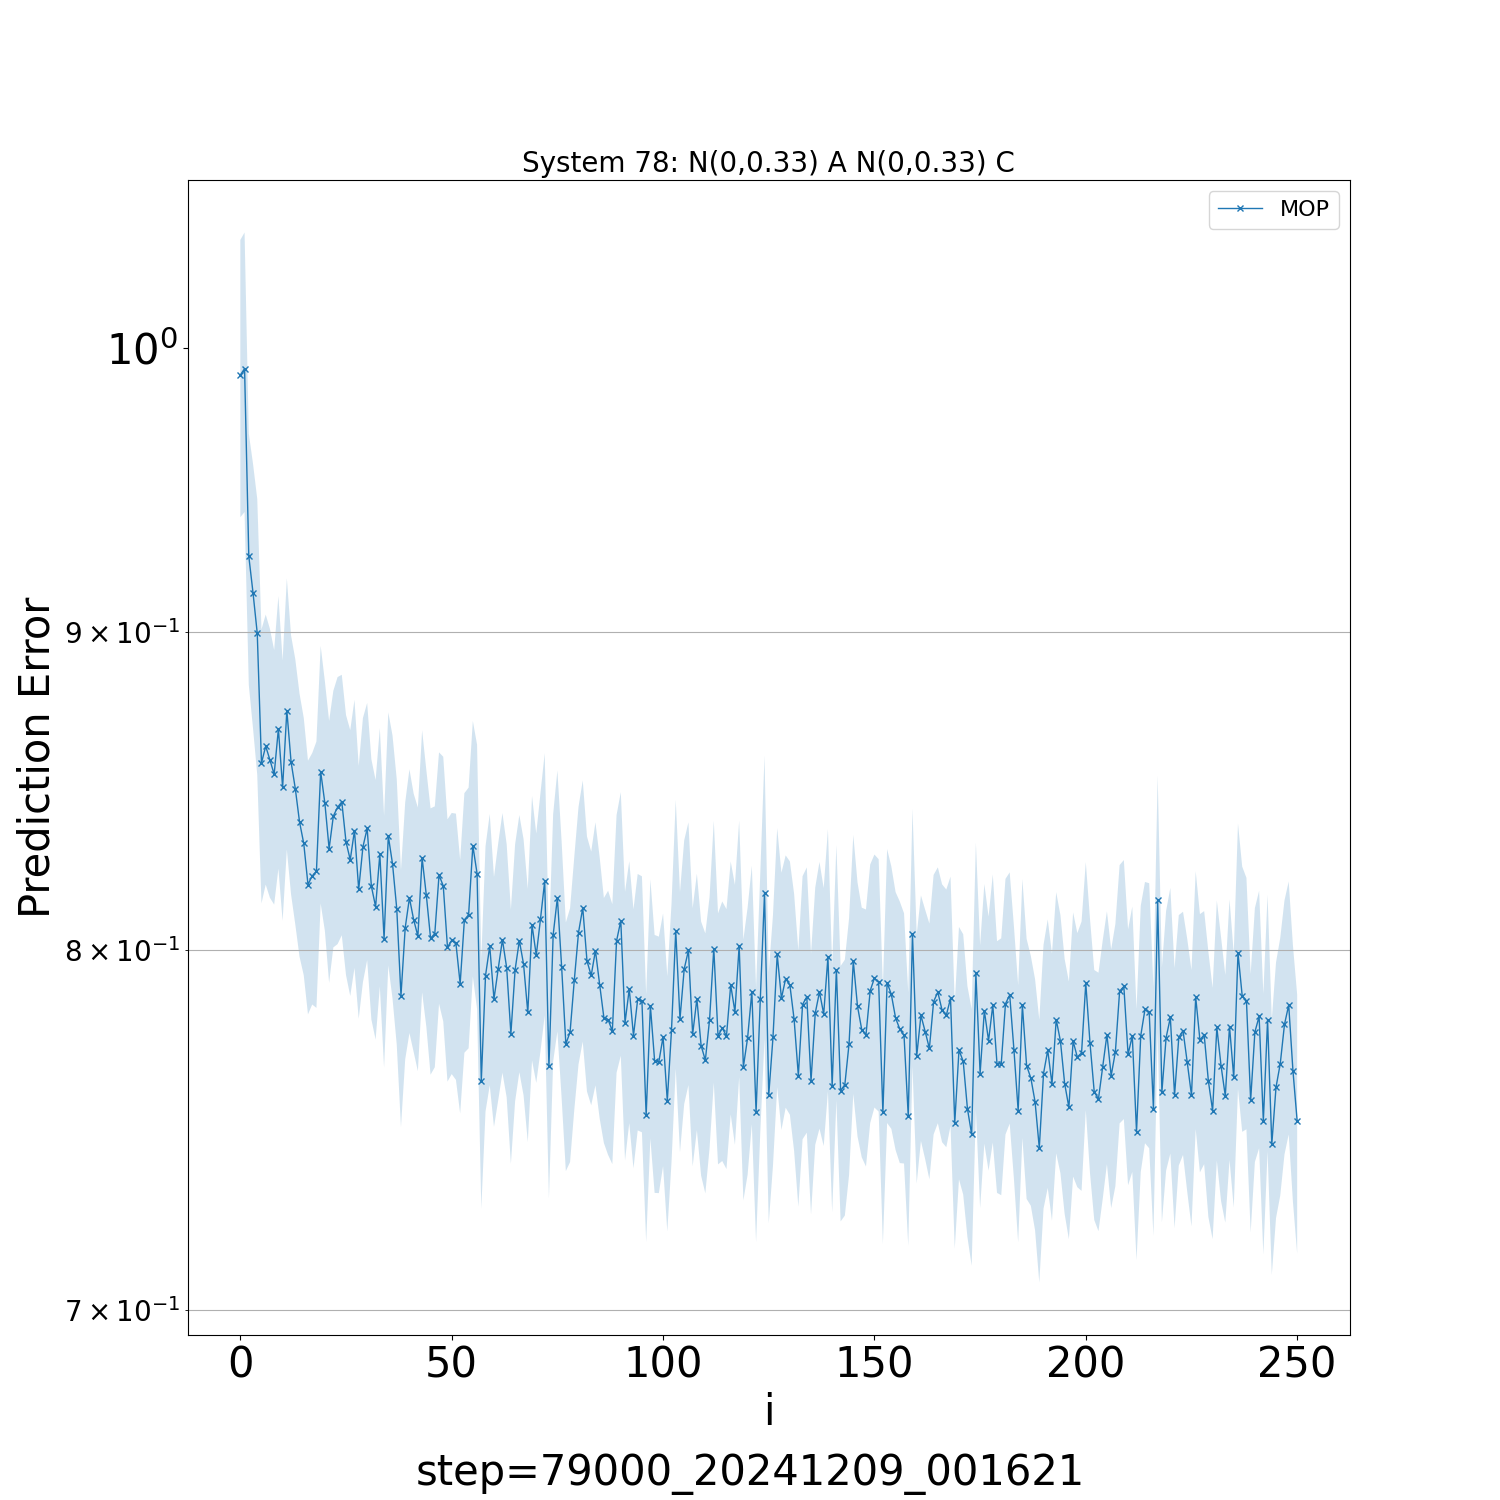 System 78: N(0,0.33) A N(0,0.33) C
MOP
Prediction Error
10⁰
9 × 10⁻¹
8 × 10⁻¹
7 × 10⁻¹
0 50 100 150 200 250
i
step=79000_20241209_001621